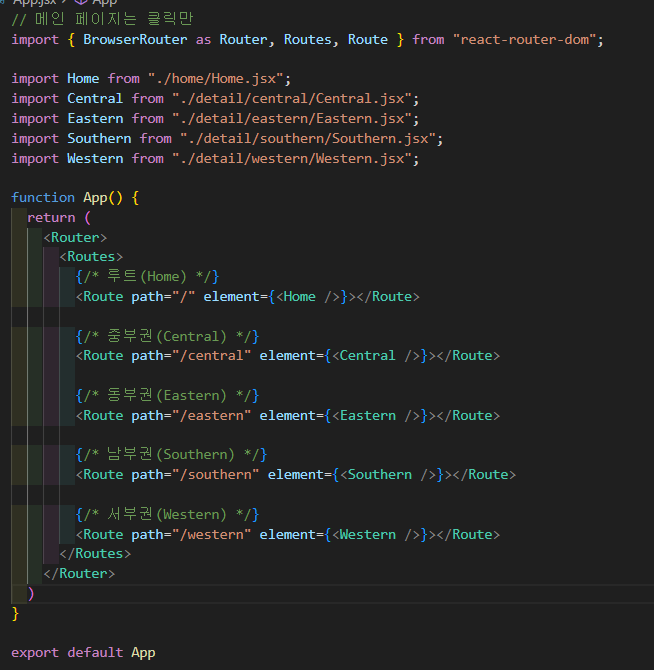 App.jsx > App
// 메인 페이지는 클릭만
import { BrowserRouter as Router, Routes, Route } from "react-router-dom";
import Home from "./home/Home.jsx";
import Central from "./detail/central/Central.jsx";
import Eastern from "./detail/eastern/Eastern.jsx";
import Southern from "./detail/southern/Southern.jsx";
import Western from "./detail/western/Western.jsx";
function App() {
  return (
    <Router>
      <Routes>
        {/* 루트(Home) */}
        <Route path="/" element={<Home />}></Route>
        {/* 중부권(Central) */}
        <Route path="/central" element={<Central />}></Route>
        {/* 동부권(Eastern) */}
        <Route path="/eastern" element={<Eastern />}></Route>
        {/* 남부권(Southern) */}
        <Route path="/southern" element={<Southern />}></Route>
        {/* 서부권(Western) */}
        <Route path="/western" element={<Western />}></Route>
      </Routes>
    </Router>
  )
}
export default App